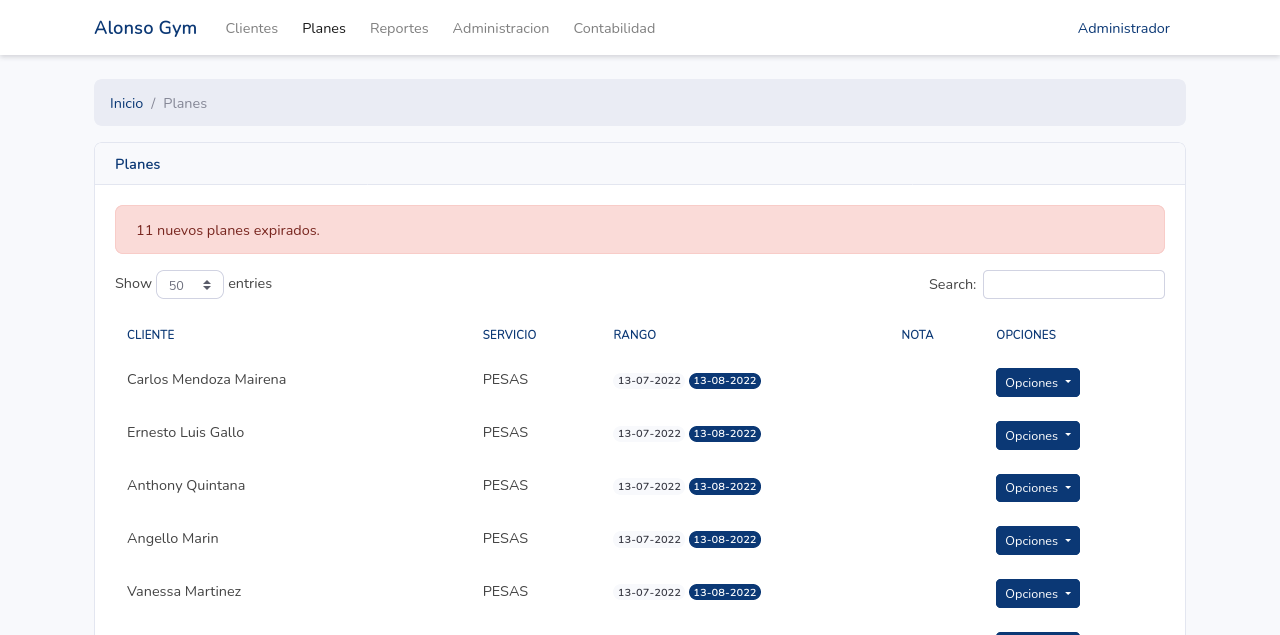 Alonso Gym Clientes Planes Reportes Administracion Contabilidad Administrador
Inicio / Planes
Planes
11 nuevos planes expirados.
Show 50 entries Search:
CLIENTE SERVICIO RANGO NOTA OPCIONES
Carlos Mendoza Mairena PESAS 13-07-2022 13-08-2022 Opciones
Ernesto Luis Gallo PESAS 13-07-2022 13-08-2022 Opciones
Anthony Quintana PESAS 13-07-2022 13-08-2022 Opciones
Angello Marin PESAS 13-07-2022 13-08-2022 Opciones
Vanessa Martinez PESAS 13-07-2022 13-08-2022 Opciones